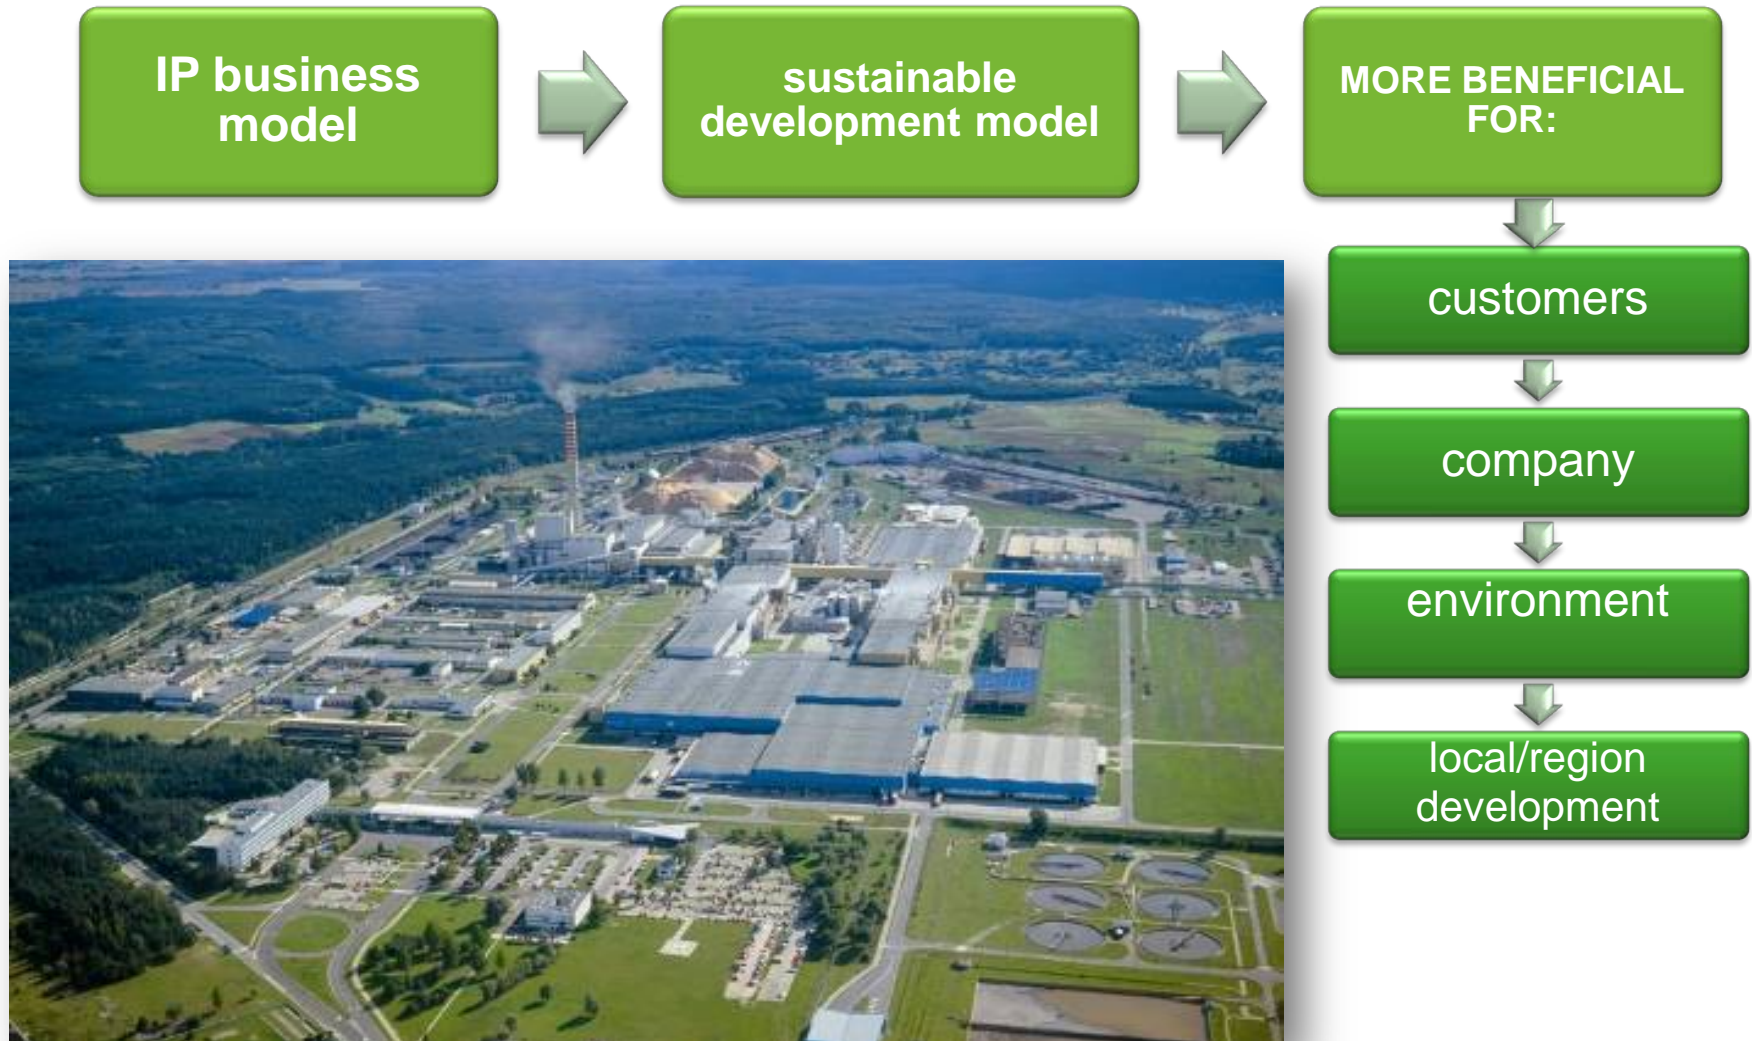 IP business
model
sustainable
development model
MORE BENEFICIAL
FOR:
customers
company
environment
local/region
development